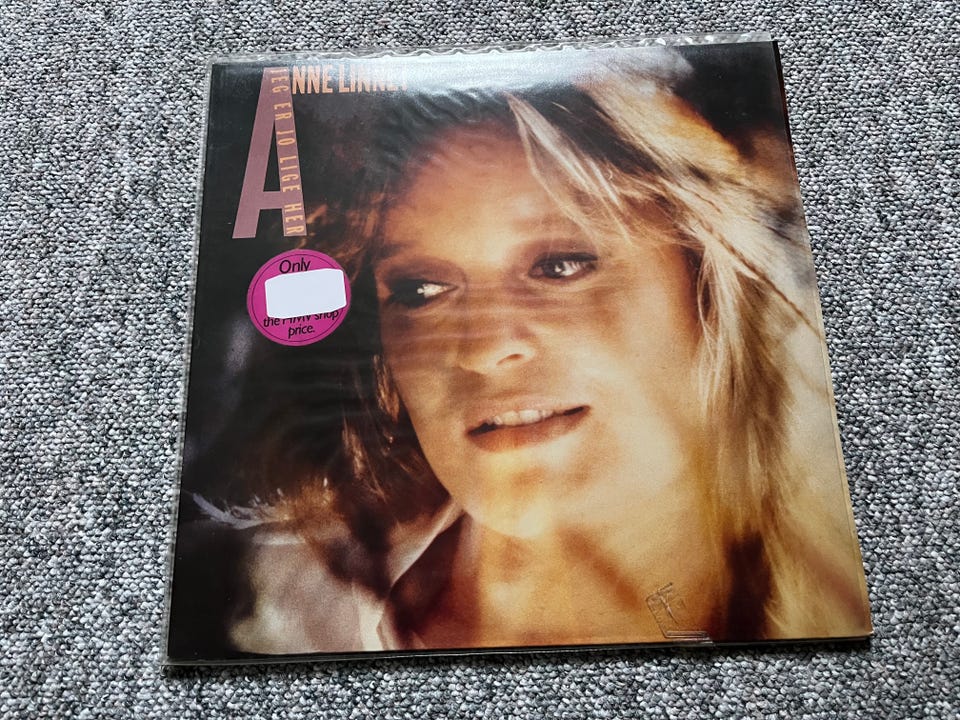 ANNE LINNET
JEG ER JO LIGE HER
Only
the HMV shop
price.